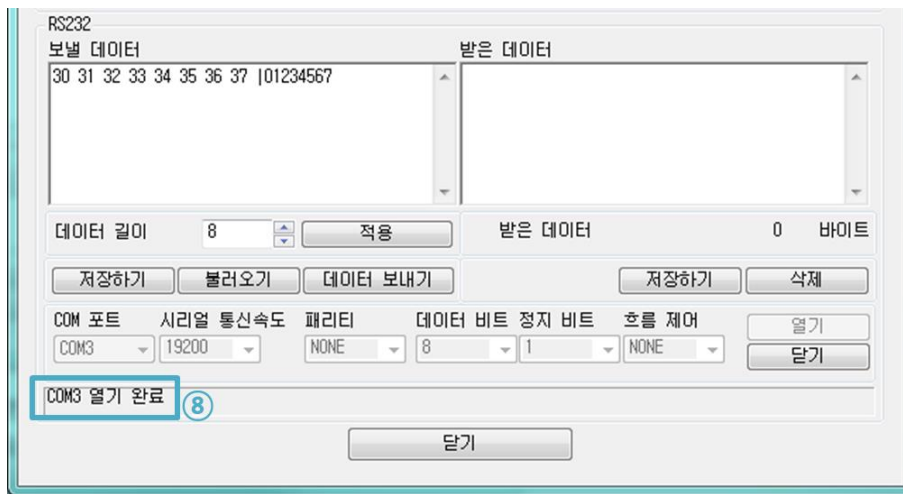 RS232
보낼 데이터 받은 데이터
30 31 32 33 34 35 36 37 |01234567
데이터 길이 8 적용 받은 데이터 0 바이트
저장하기 불러오기 데이터 보내기 저장하기 삭제
COM 포트 시리얼 통신속도 패리티 데이터 비트 정지 비트 흐름 제어 열기
COM3 19200 NONE 8 1 NONE 닫기
COM3 열기 완료 ⑧
닫기